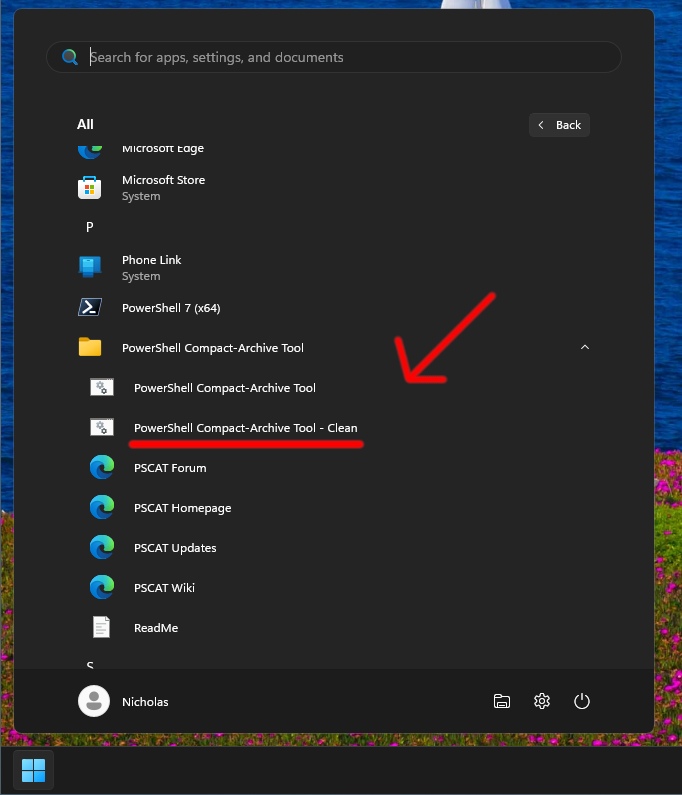 Search for apps, settings, and documents
All
Back
Microsoft Edge
Microsoft Store
System
P
Phone Link
System
PowerShell 7 (x64)
PowerShell Compact-Archive Tool
PowerShell Compact-Archive Tool
PowerShell Compact-Archive Tool - Clean
PSCAT Forum
PSCAT Homepage
PSCAT Updates
PSCAT Wiki
ReadMe
S
Nicholas